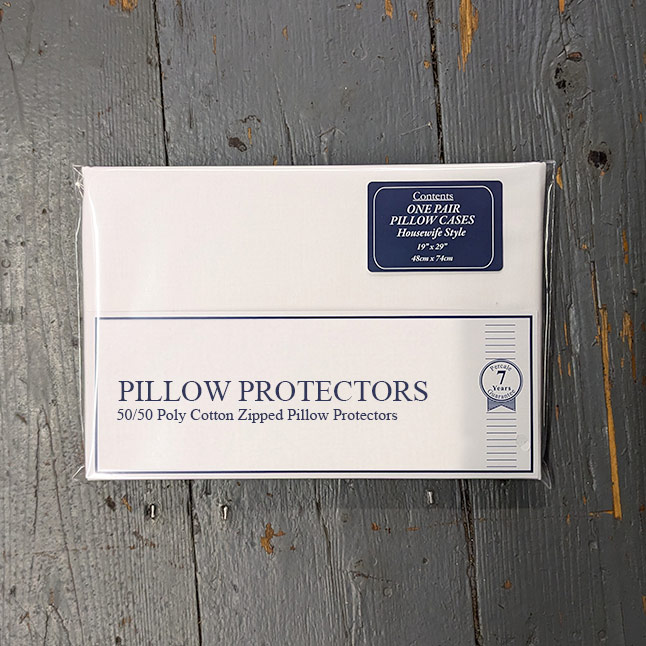 Contents
ONE PAIR
PILLOW CASES
Housewife Style
19" x 29"
48cm x 74cm
Percale
7
Years
Guarantee
PILLOW PROTECTORS
50/50 Poly Cotton Zipped Pillow Protectors